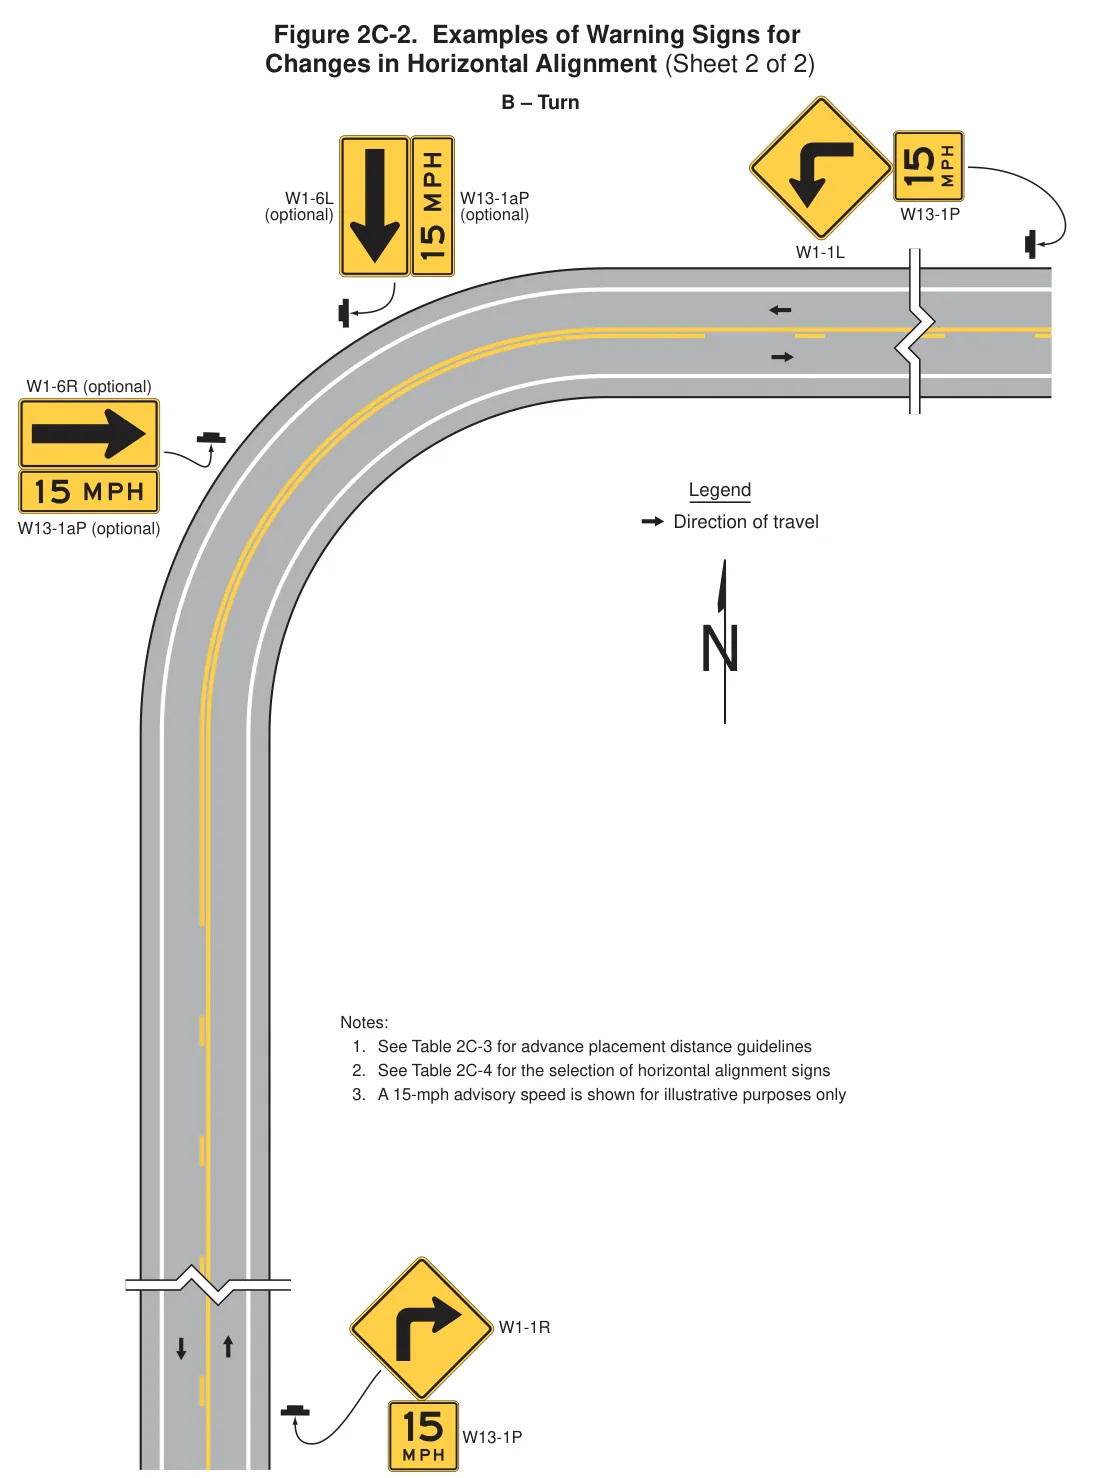 Figure 2C-2. Examples of Warning Signs for
Changes in Horizontal Alignment (Sheet 2 of 2)
B – Turn
W1-6L
(optional)
15 MPH
W13-1aP
(optional)
W1-1L
15
MPH
W13-1P
W1-6R (optional)
15 MPH
W13-1aP (optional)
Legend
Direction of travel
N
Notes:
1. See Table 2C-3 for advance placement distance guidelines
2. See Table 2C-4 for the selection of horizontal alignment signs
3. A 15-mph advisory speed is shown for illustrative purposes only
W1-1R
15
MPH
W13-1P